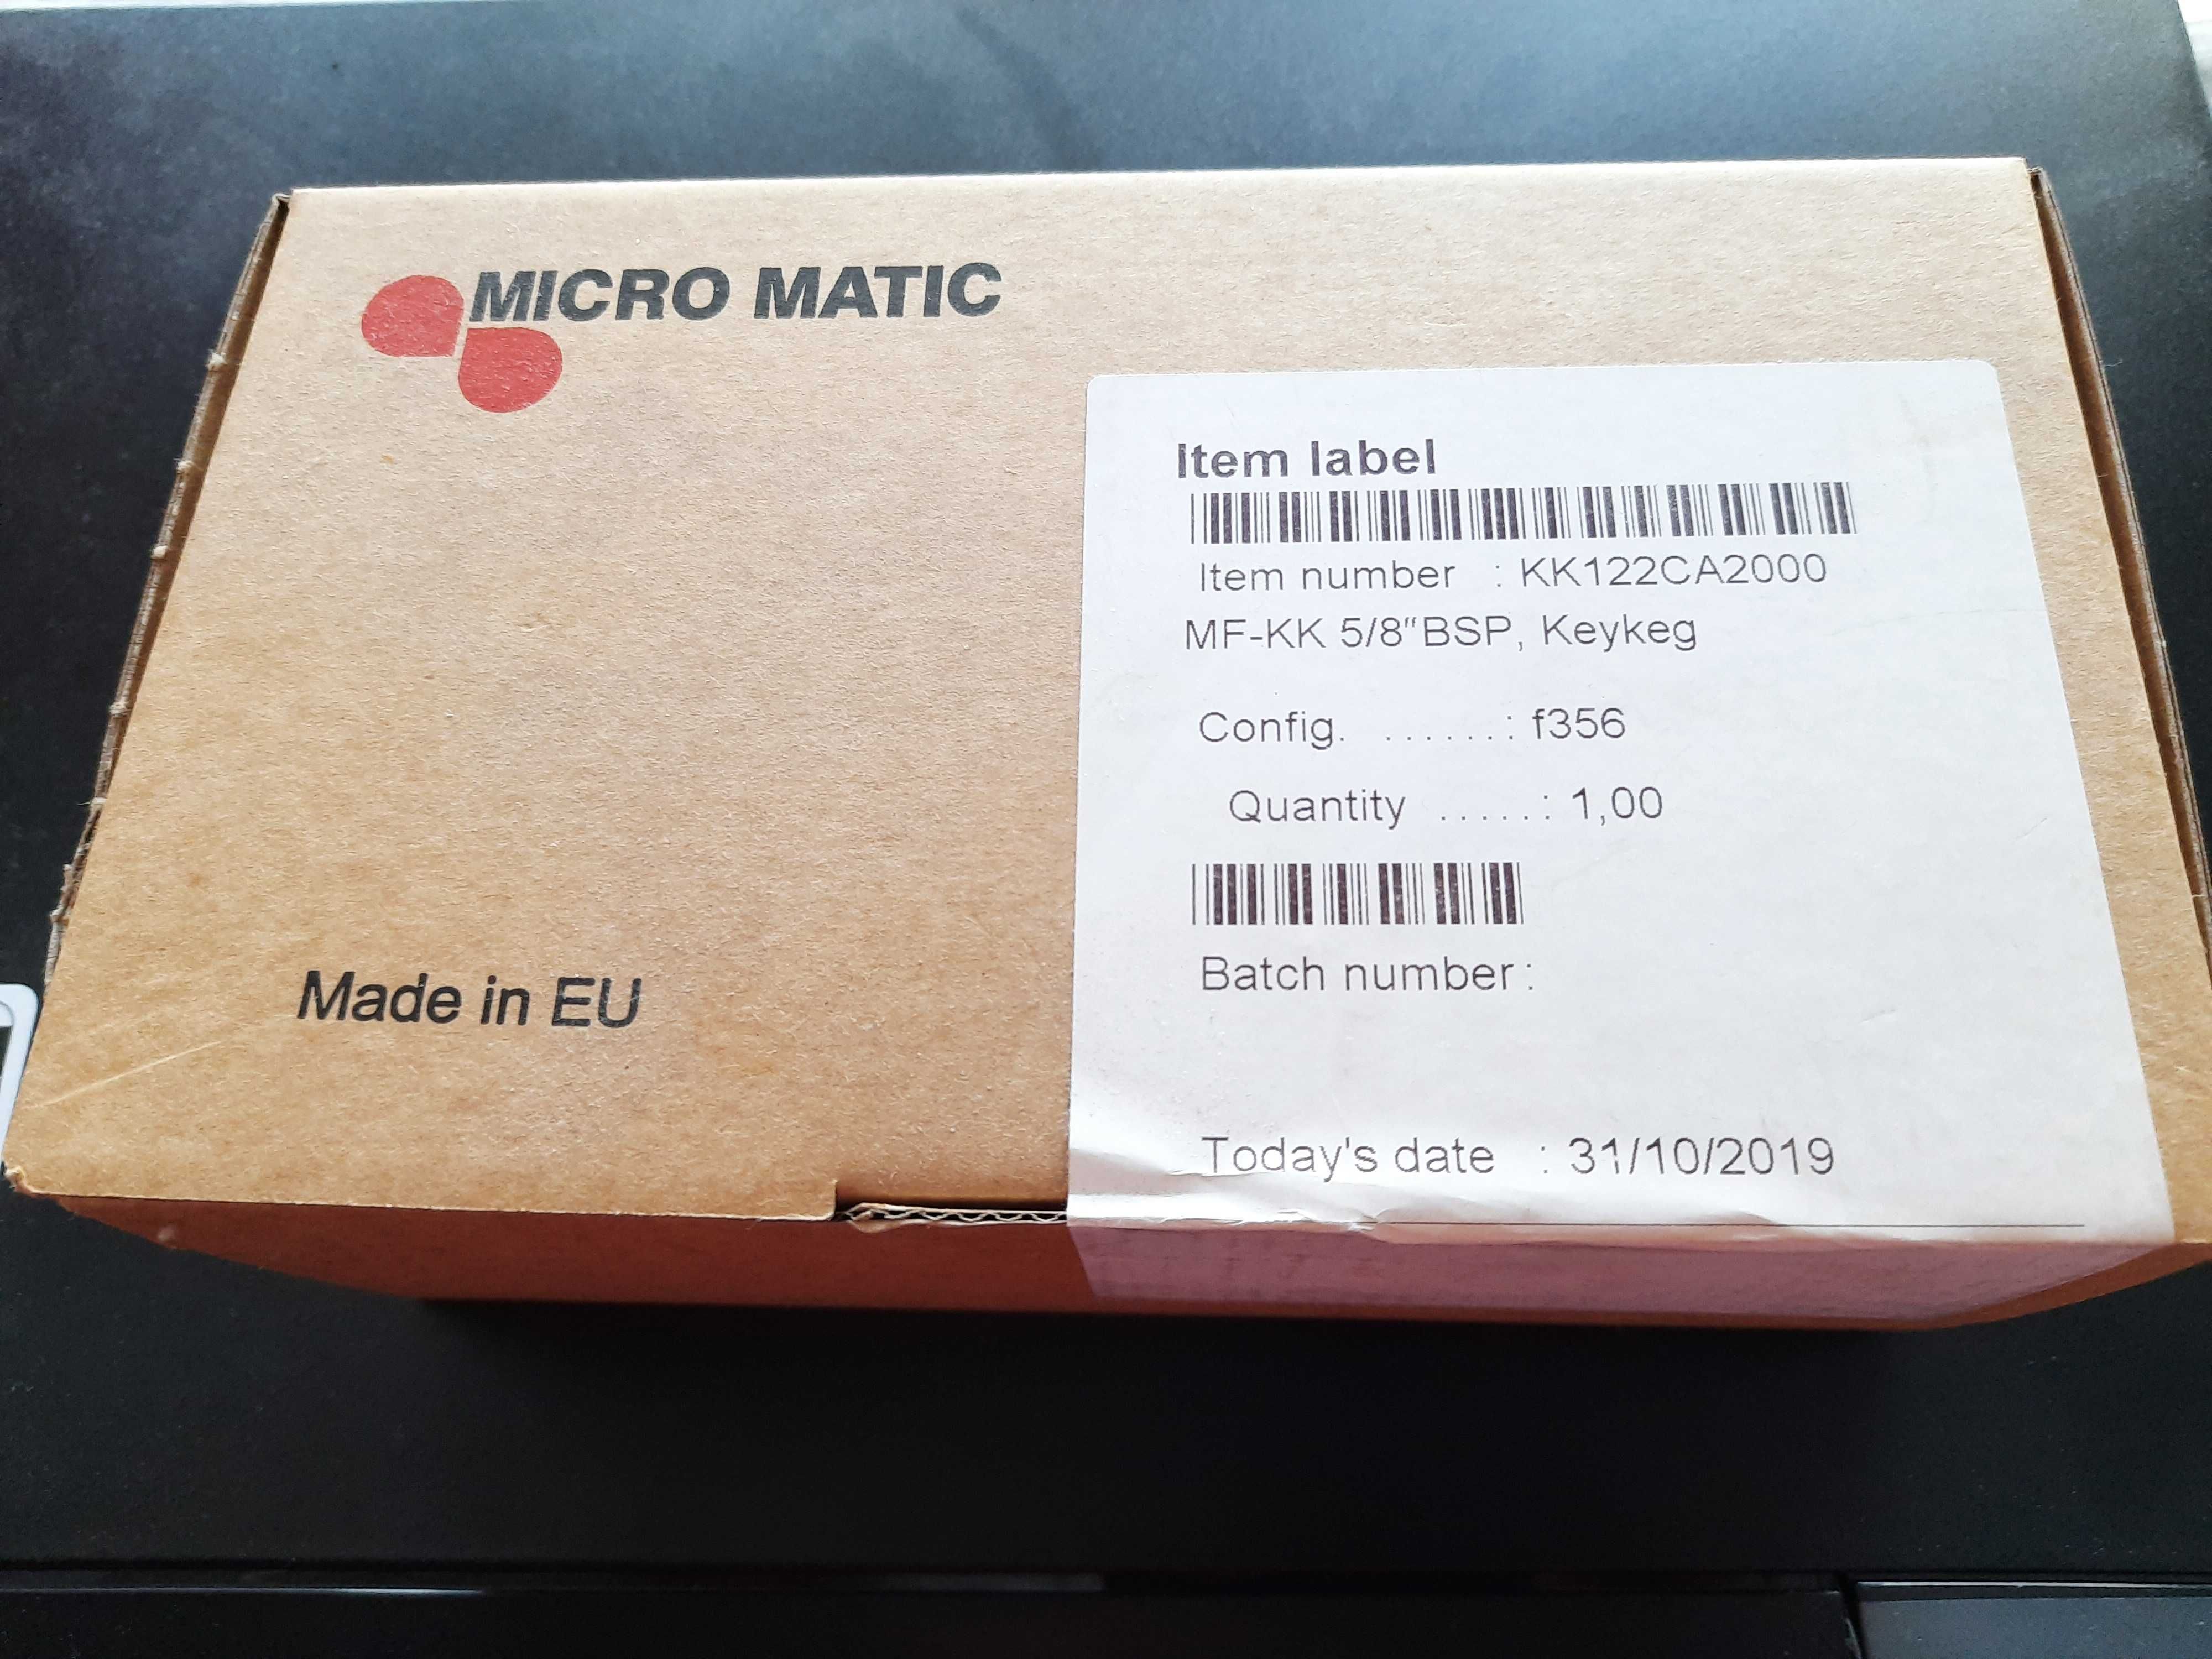 MICRO MATIC
Item label
Item number : KK122CA2000
MF-KK 5/8"BSP, Keykeg
Config. ......: f356
Quantity ......: 1,00
Batch number:
Made in EU
Today's date : 31/10/2019